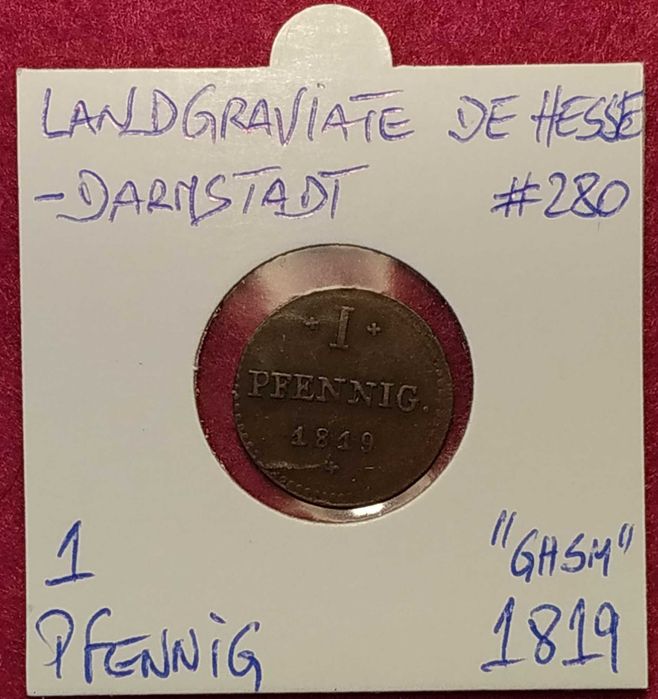 LANDGRAVIATE DE HESSE
-DARMSTADT #280
+ I +
PFENNIG.
1819
1 "GHSM"
PFENNIG 1819